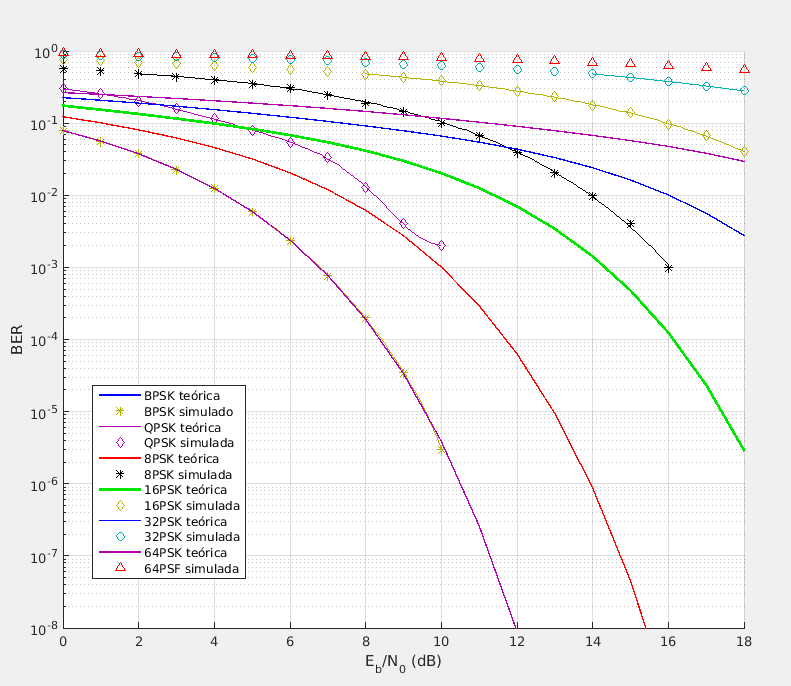 10^0
10^-1
10^-2
10^-3
10^-4
10^-5
10^-6
10^-7
10^-8
BER
BPSK teórica
BPSK simulado
QPSK teórica
QPSK simulada
8PSK teórica
8PSK simulada
16PSK teórica
16PSK simulada
32PSK teórica
32PSK simulada
64PSK teórica
64PSF simulada
0 2 4 6 8 10 12 14 16 18
E_b/N_0 (dB)